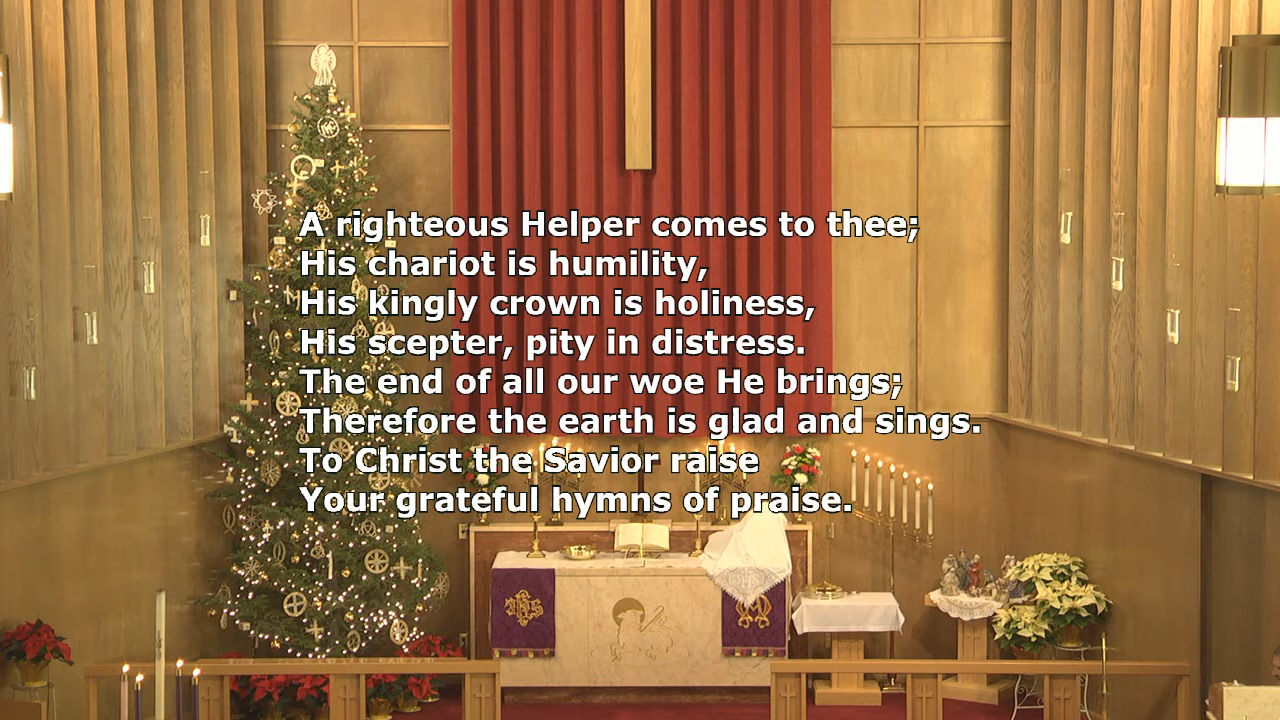 A righteous Helper comes to thee;
His chariot is humility,
His kingly crown is holiness,
His scepter, pity in distress.
The end of all our woe He brings;
Therefore the earth is glad and sings.
To Christ the Savior raise
Your grateful hymns of praise.